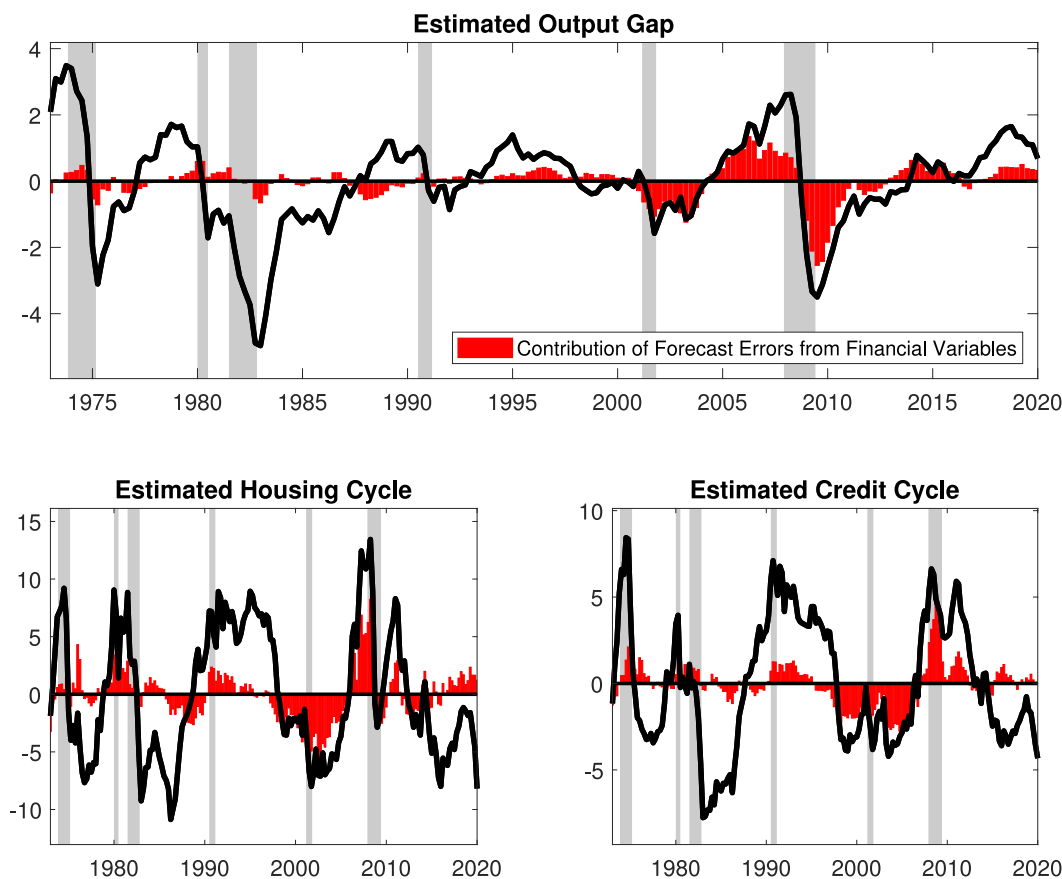 Estimated Output Gap
4
2
0
-2
-4
Contribution of Forecast Errors from Financial Variables
1975 1980 1985 1990 1995 2000 2005 2010 2015 2020
Estimated Housing Cycle
15
10
5
0
-5
-10
1980 1990 2000 2010 2020
Estimated Credit Cycle
10
5
0
-5
1980 1990 2000 2010 2020